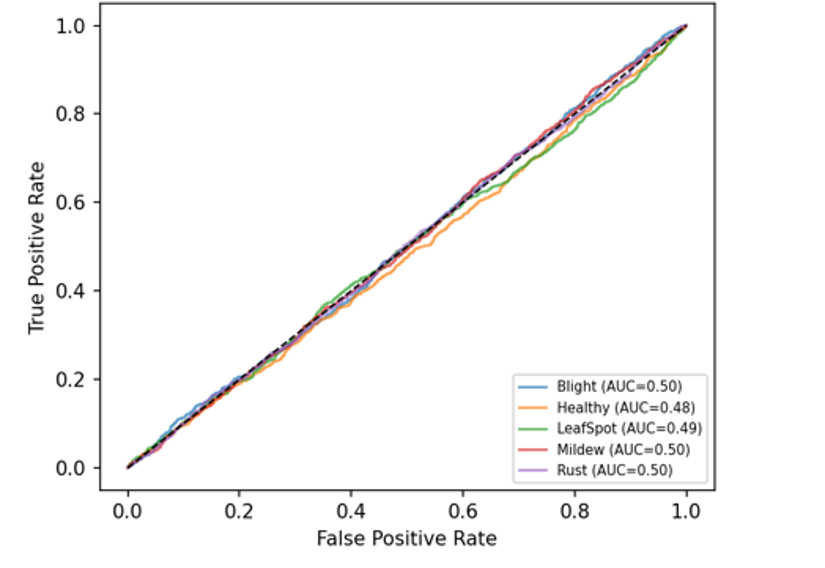 1.0
0.8
0.6
0.4
0.2
0.0
True Positive Rate
Blight (AUC=0.50)
Healthy (AUC=0.48)
LeafSpot (AUC=0.49)
Mildew (AUC=0.50)
Rust (AUC=0.50)
0.0 0.2 0.4 0.6 0.8 1.0
False Positive Rate